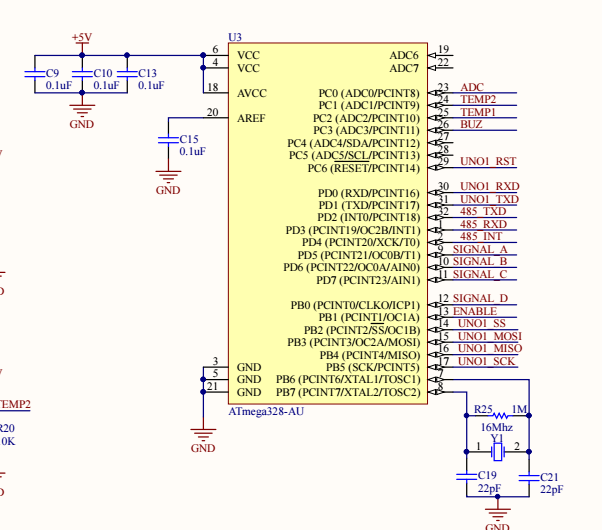 U3
+5V
6 VCC ADC6 19
4 VCC ADC7 22
C9 C10 C13
0.1uF 0.1uF 0.1uF
18 AVCC PC0 (ADC0/PCINT8) 23 ADC
PC1 (ADC1/PCINT9) 24 TEMP2
20 AREF PC2 (ADC2/PCINT10) 25 TEMP1
GND
PC3 (ADC3/PCINT11) 26 BUZ
C15 PC4 (ADC4/SDA/PCINT12) 27
0.1uF PC5 (ADC5/SCL/PCINT13) 28
PC6 (RESET/PCINT14) 29 UNO1_RST
GND
PD0 (RXD/PCINT16) 30 UNO1_RXD
PD1 (TXD/PCINT17) 31 UNO1_TXD
PD2 (INT0/PCINT18) 32 485_TXD
PD3 (PCINT19/OC2B/INT1) 1 485_RXD
PD4 (PCINT20/XCK/T0) 2 485_INT
PD5 (PCINT21/OC0B/T1) 9 SIGNAL_A
PD6 (PCINT22/OC0A/AIN0) 10 SIGNAL_B
PD7 (PCINT23/AIN1) 11 SIGNAL_C
PB0 (PCINT0/CLKO/ICP1) 12 SIGNAL_D
PB1 (PCINT1/OC1A) 13 ENABLE
PB2 (PCINT2/SS/OC1B) 14 UNO1_SS
PB3 (PCINT3/OC2A/MOSI) 15 UNO1_MOSI
PB4 (PCINT4/MISO) 16 UNO1_MISO
3 GND PB5 (SCK/PCINT5) 17 UNO1_SCK
5 GND PB6 (PCINT6/XTAL1/TOSC1) 7
21 GND PB7 (PCINT7/XTAL2/TOSC2) 8
ATmega328-AU
TEMP2
R20
0K
GND
R25 1M
16Mhz
Y1
1 2
C19 C21
22pF 22pF
GND